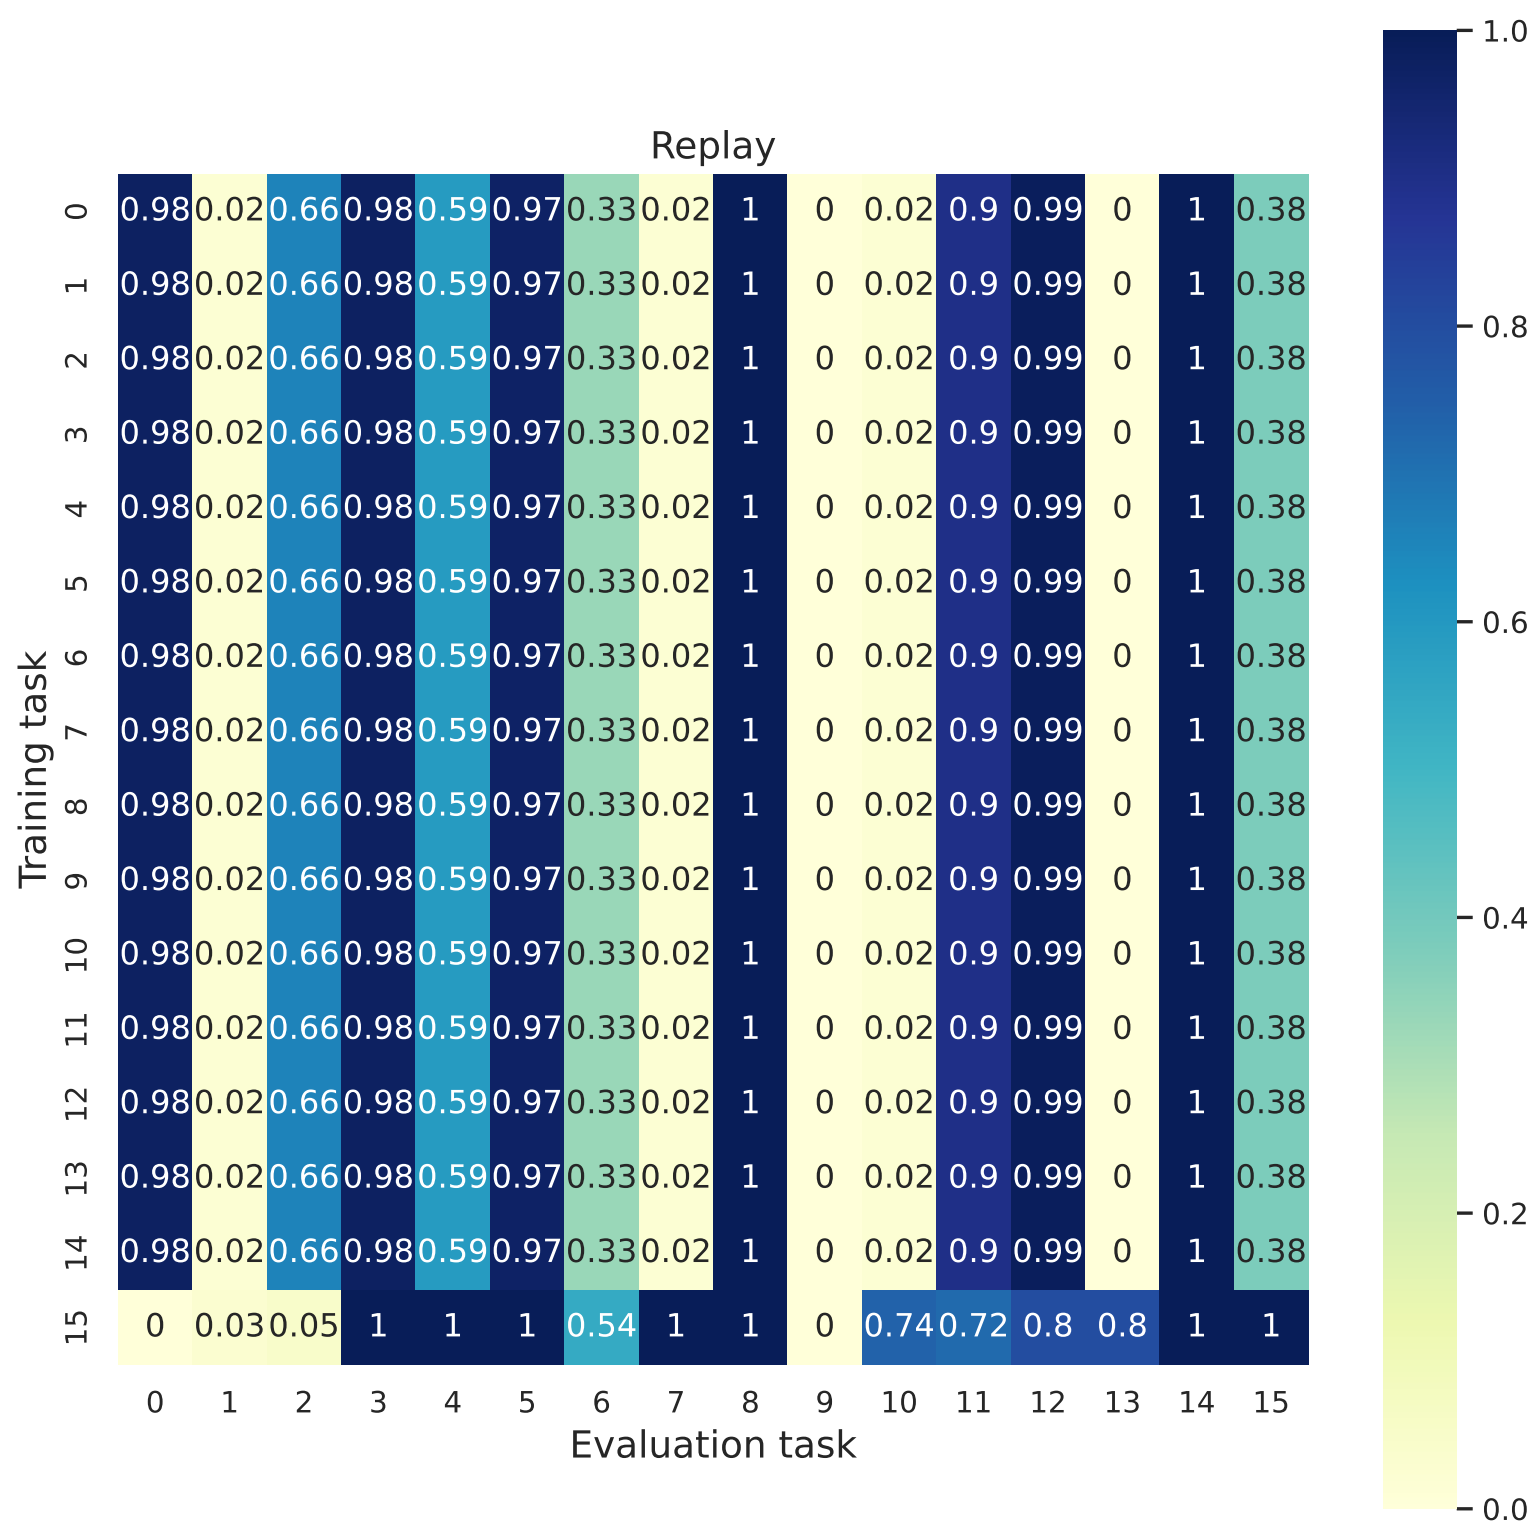 Replay
0 0.98 0.02 0.66 0.98 0.59 0.97 0.33 0.02 1 0 0.02 0.9 0.99 0 1 0.38
1 0.98 0.02 0.66 0.98 0.59 0.97 0.33 0.02 1 0 0.02 0.9 0.99 0 1 0.38
2 0.98 0.02 0.66 0.98 0.59 0.97 0.33 0.02 1 0 0.02 0.9 0.99 0 1 0.38
3 0.98 0.02 0.66 0.98 0.59 0.97 0.33 0.02 1 0 0.02 0.9 0.99 0 1 0.38
4 0.98 0.02 0.66 0.98 0.59 0.97 0.33 0.02 1 0 0.02 0.9 0.99 0 1 0.38
5 0.98 0.02 0.66 0.98 0.59 0.97 0.33 0.02 1 0 0.02 0.9 0.99 0 1 0.38
6 0.98 0.02 0.66 0.98 0.59 0.97 0.33 0.02 1 0 0.02 0.9 0.99 0 1 0.38
7 0.98 0.02 0.66 0.98 0.59 0.97 0.33 0.02 1 0 0.02 0.9 0.99 0 1 0.38
8 0.98 0.02 0.66 0.98 0.59 0.97 0.33 0.02 1 0 0.02 0.9 0.99 0 1 0.38
9 0.98 0.02 0.66 0.98 0.59 0.97 0.33 0.02 1 0 0.02 0.9 0.99 0 1 0.38
10 0.98 0.02 0.66 0.98 0.59 0.97 0.33 0.02 1 0 0.02 0.9 0.99 0 1 0.38
11 0.98 0.02 0.66 0.98 0.59 0.97 0.33 0.02 1 0 0.02 0.9 0.99 0 1 0.38
12 0.98 0.02 0.66 0.98 0.59 0.97 0.33 0.02 1 0 0.02 0.9 0.99 0 1 0.38
13 0.98 0.02 0.66 0.98 0.59 0.97 0.33 0.02 1 0 0.02 0.9 0.99 0 1 0.38
14 0.98 0.02 0.66 0.98 0.59 0.97 0.33 0.02 1 0 0.02 0.9 0.99 0 1 0.38
15 0 0.03 0.05 1 1 1 0.54 1 1 0 0.74 0.72 0.8 0.8 1 1
0 1 2 3 4 5 6 7 8 9 10 11 12 13 14 15
Evaluation task
Training task
1.0
0.8
0.6
0.4
0.2
0.0